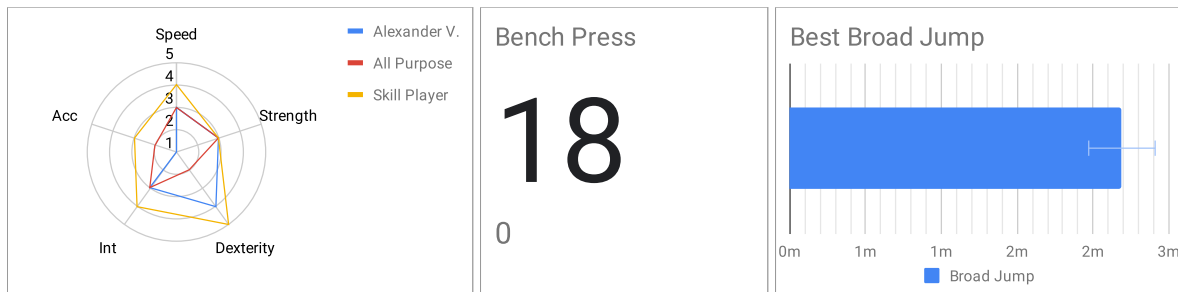 Speed
5
4
3
2
1
Acc
Strength
Int
Dexterity
Alexander V.
All Purpose
Skill Player
Bench Press
18
0
Best Broad Jump
0m 1m 1m 2m 2m 3m
Broad Jump